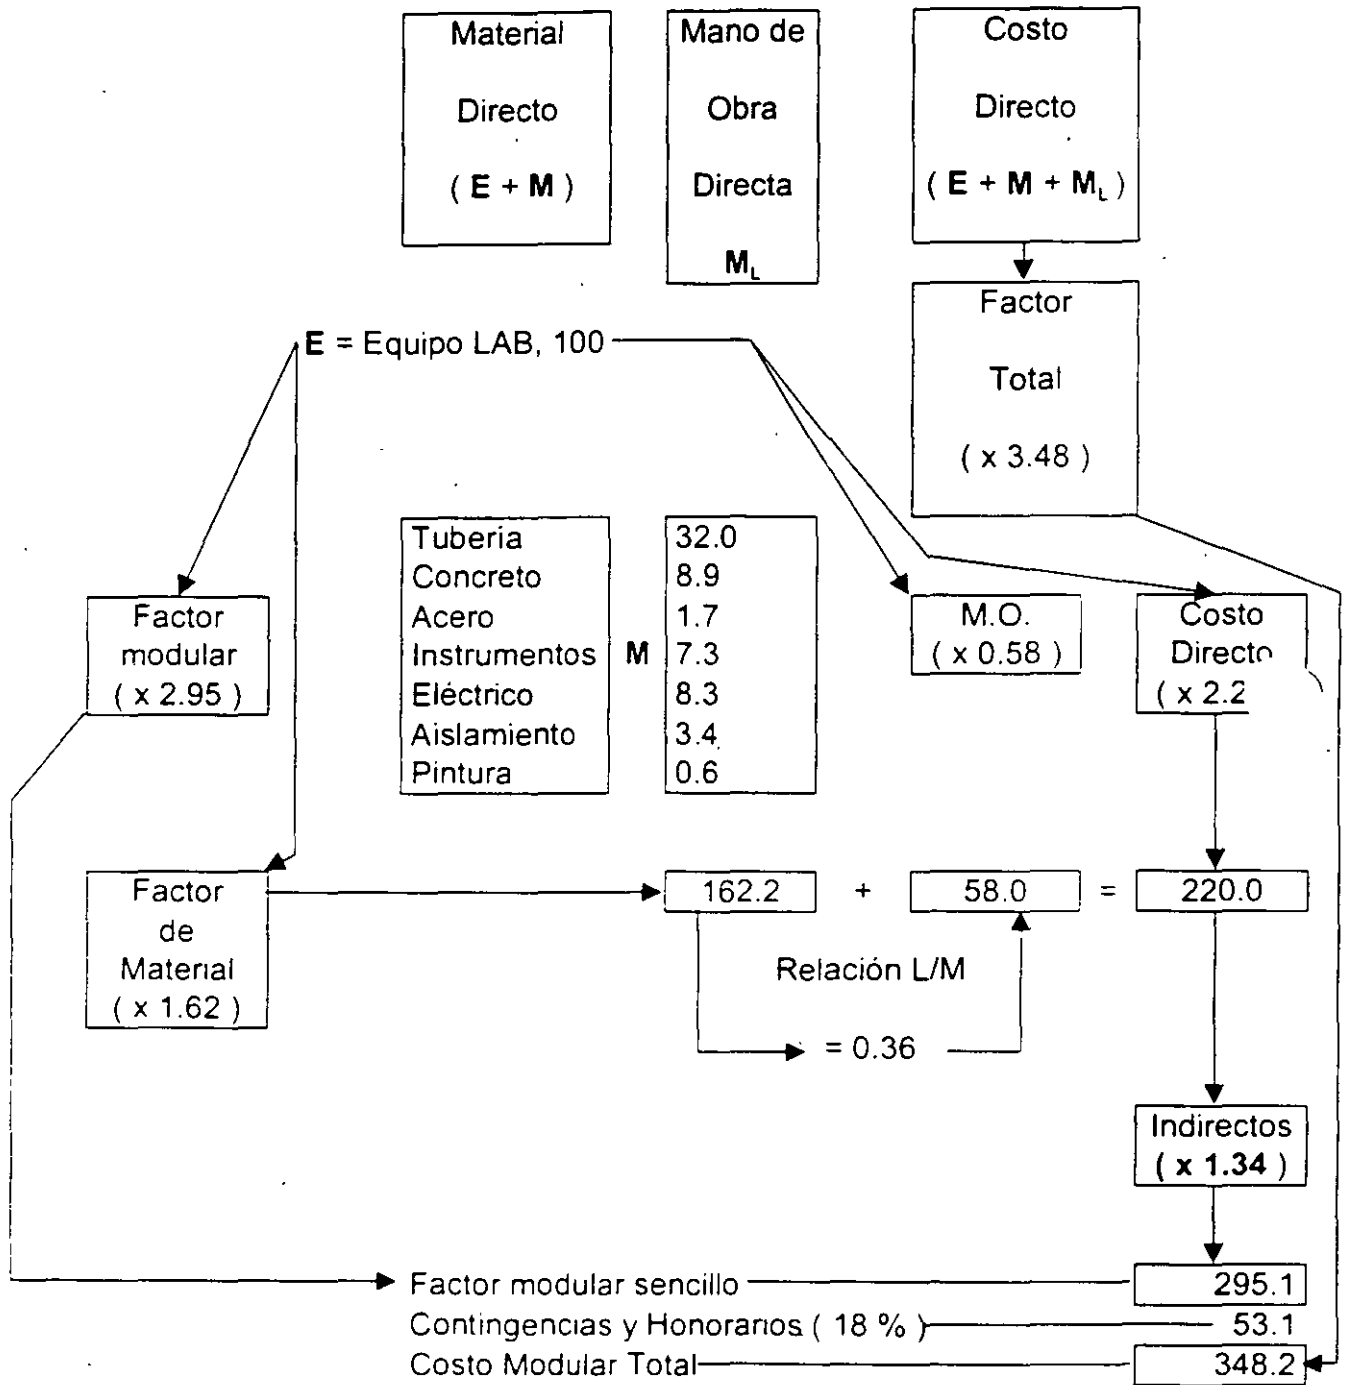 Material
Directo
( E + M )
Mano de
Obra
Directa
M_L
Costo
Directo
( E + M + M_L )
Factor
Total
( x 3.48 )
E = Equipo LAB, 100
Factor
modular
( x 2.95 )
Tuberia
Concreto
Acero
Instrumentos
Eléctrico
Aislamiento
Pintura
M
32.0
8.9
1.7
7.3
8.3
3.4
0.6
M.O.
( x 0.58 )
Costo
Directo
( x 2.2
Factor
de
Material
( x 1.62 )
162.2 + 58.0 = 220.0
Relación L/M
= 0.36
Indirectos
( x 1.34 )
Factor modular sencillo 295.1
Contingencias y Honorarios ( 18 % ) 53.1
Costo Modular Total 348.2